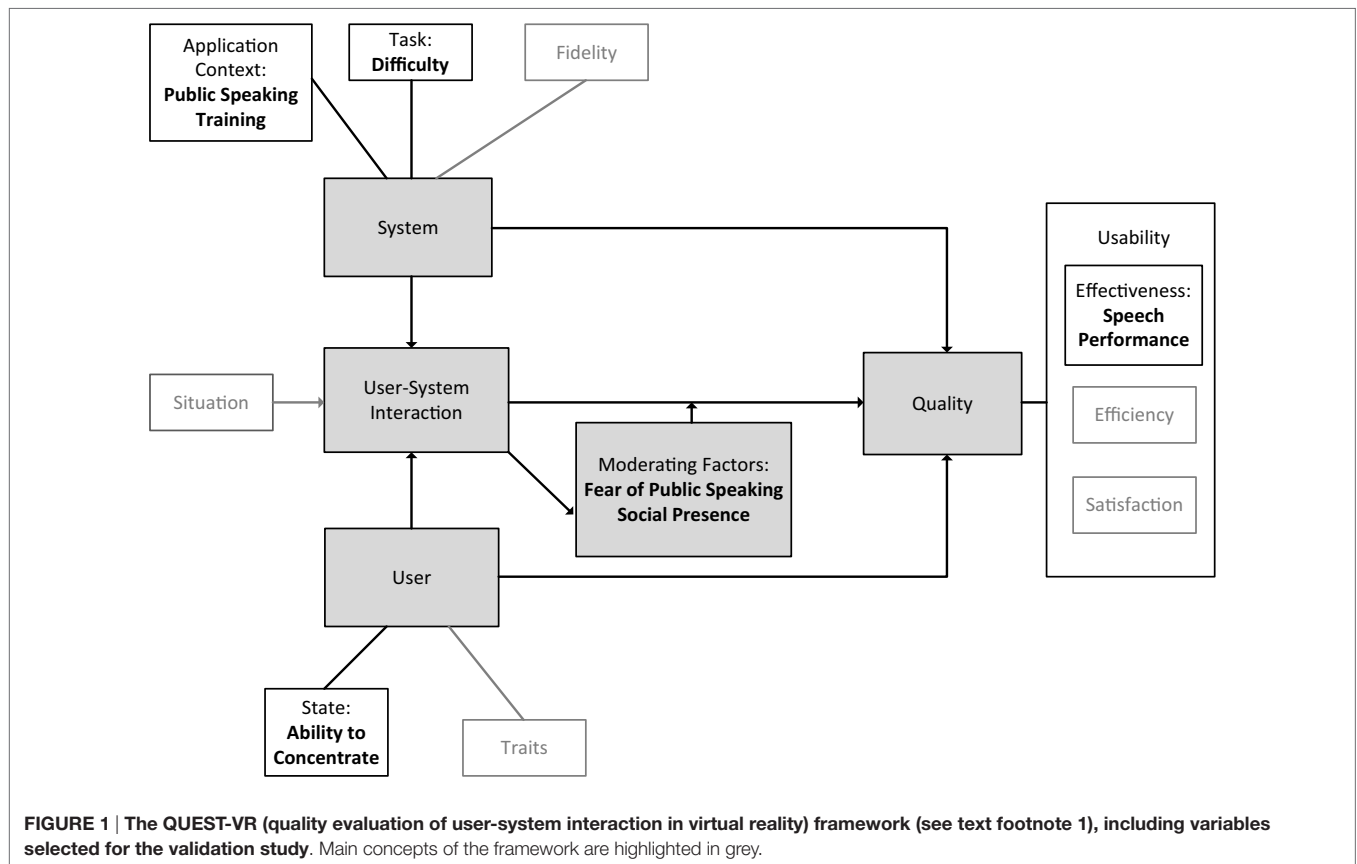 Application
Context:
Public Speaking
Training
Task:
Difficulty
Fidelity
System
Usability
Effectiveness:
Speech
Performance
Situation
User-System
Interaction
Quality
Efficiency
Moderating Factors:
Fear of Public Speaking
Social Presence
Satisfaction
User
State:
Ability to
Concentrate
Traits
FIGURE 1 | The QUEST-VR (quality evaluation of user-system interaction in virtual reality) framework (see text footnote 1), including variables
selected for the validation study. Main concepts of the framework are highlighted in grey.